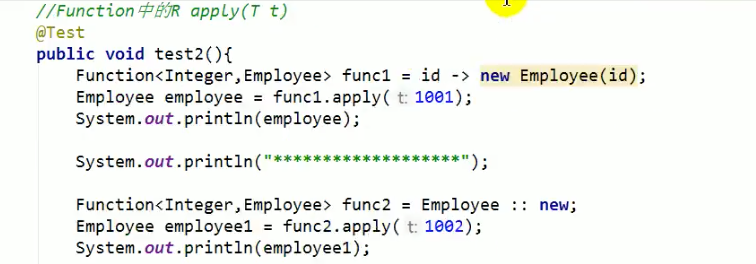 //Function中的R apply(T t)
@Test
public void test2(){
Function<Integer,Employee> func1 = id -> new Employee(id);
Employee employee = func1.apply( t: 1001);
System.out.println(employee);
System.out.println("*******************");
Function<Integer,Employee> func2 = Employee :: new;
Employee employee1 = func2.apply( t: 1002);
System.out.println(employee1);